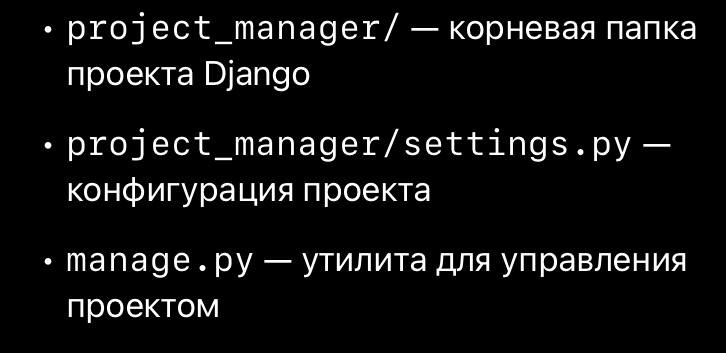 • project_manager/ — корневая папка
проекта Django
• project_manager/settings.py —
конфигурация проекта
• manage.py — утилита для управления
проектом